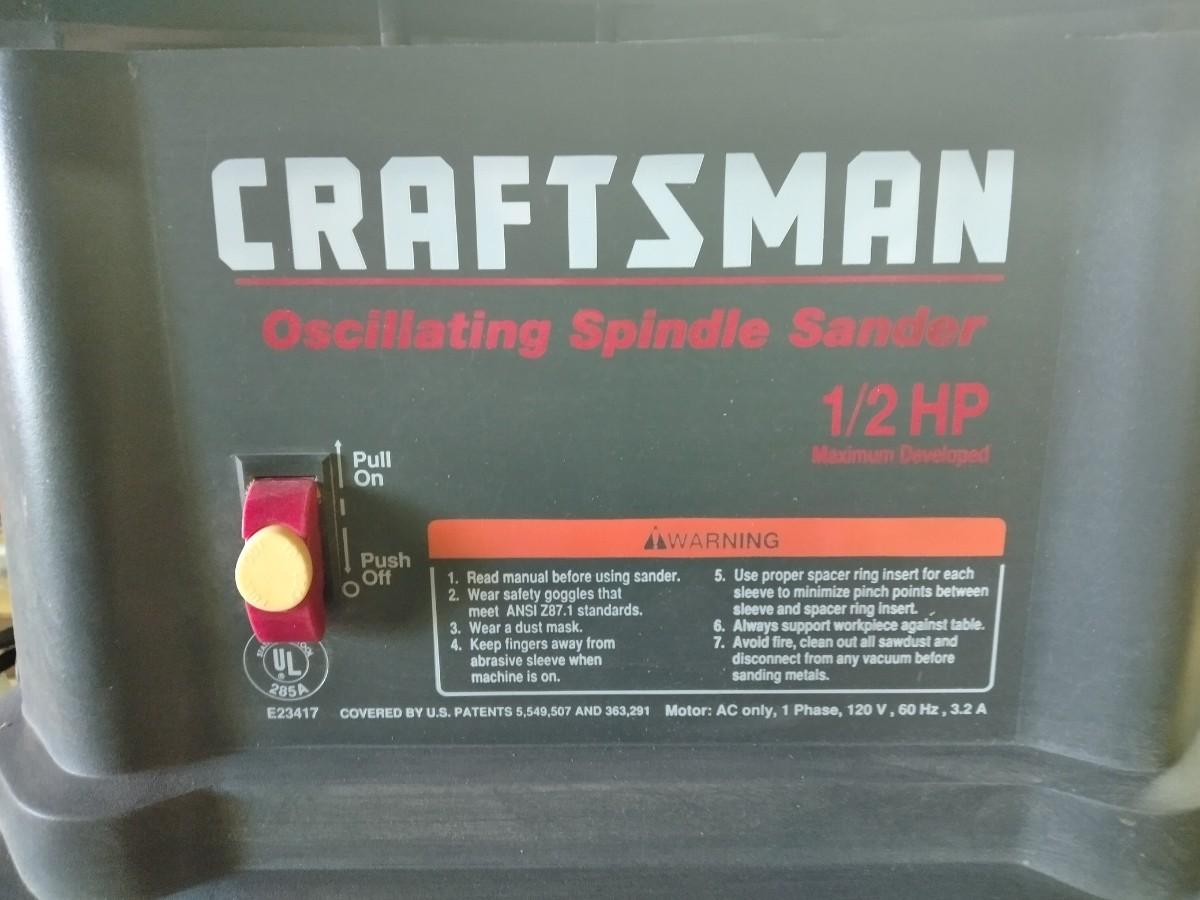 CRAFTSMAN
Oscillating Spindle Sander
1/2 HP
Maximum Developed
Pull
On
Push
Off
O
WARNING
1. Read manual before using sander.
2. Wear safety goggles that
meet ANSI Z87.1 standards.
3. Wear a dust mask.
4. Keep fingers away from
abrasive sleeve when
machine is on.
5. Use proper spacer ring insert for each
sleeve to minimize pinch points between
sleeve and spacer ring insert.
6. Always support workpiece against table.
7. Avoid fire, clean out all sawdust and
disconnect from any vacuum before
sanding metals.
UL
®
285A
E23417 COVERED BY U.S. PATENTS 5,549,507 AND 363,291 Motor: AC only, 1 Phase, 120 V , 60 Hz , 3.2 A